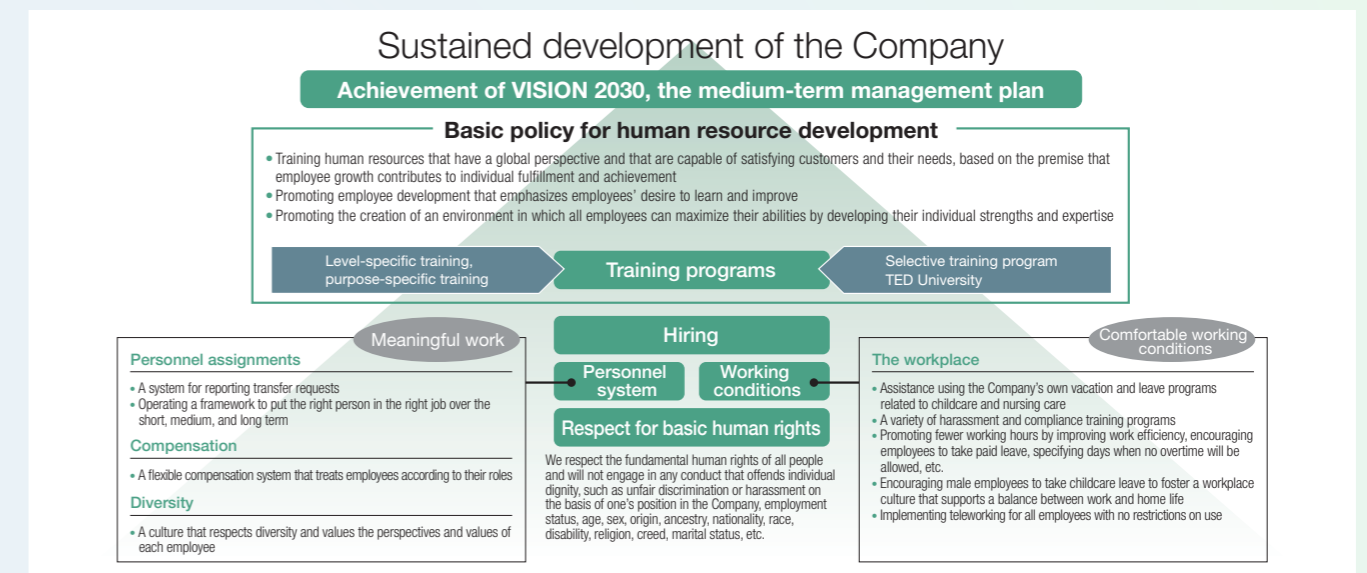 Sustained development of the Company
Achievement of VISION 2030, the medium-term management plan
Basic policy for human resource development
• Training human resources that have a global perspective and that are capable of satisfying customers and their needs, based on the premise that
employee growth contributes to individual fulfillment and achievement
• Promoting employee development that emphasizes employees' desire to learn and improve
• Promoting the creation of an environment in which all employees can maximize their abilities by developing their individual strengths and expertise
Level-specific training,
purpose-specific training
Training programs
Selective training program
TED University
Meaningful work
Personnel assignments
• A system for reporting transfer requests
• Operating a framework to put the right person in the right job over the
short, medium, and long term
Compensation
• A flexible compensation system that treats employees according to their roles
Diversity
• A culture that respects diversity and values the perspectives and values of
each employee
Hiring
Personnel
system
Working
conditions
Respect for basic human rights
We respect the fundamental human rights of all people
and will not engage in any conduct that offends individual
dignity, such as unfair discrimination or harassment on
the basis of one's position in the Company, employment
status, age, sex, origin, ancestry, nationality, race,
disability, religion, creed, marital status, etc.
Comfortable working
conditions
The workplace
• Assistance using the Company's own vacation and leave programs
related to childcare and nursing care
• A variety of harassment and compliance training programs
• Promoting fewer working hours by improving work efficiency, encouraging
employees to take paid leave, specifying days when no overtime will be
allowed, etc.
• Encouraging male employees to take childcare leave to foster a workplace
culture that supports a balance between work and home life
• Implementing teleworking for all employees with no restrictions on use